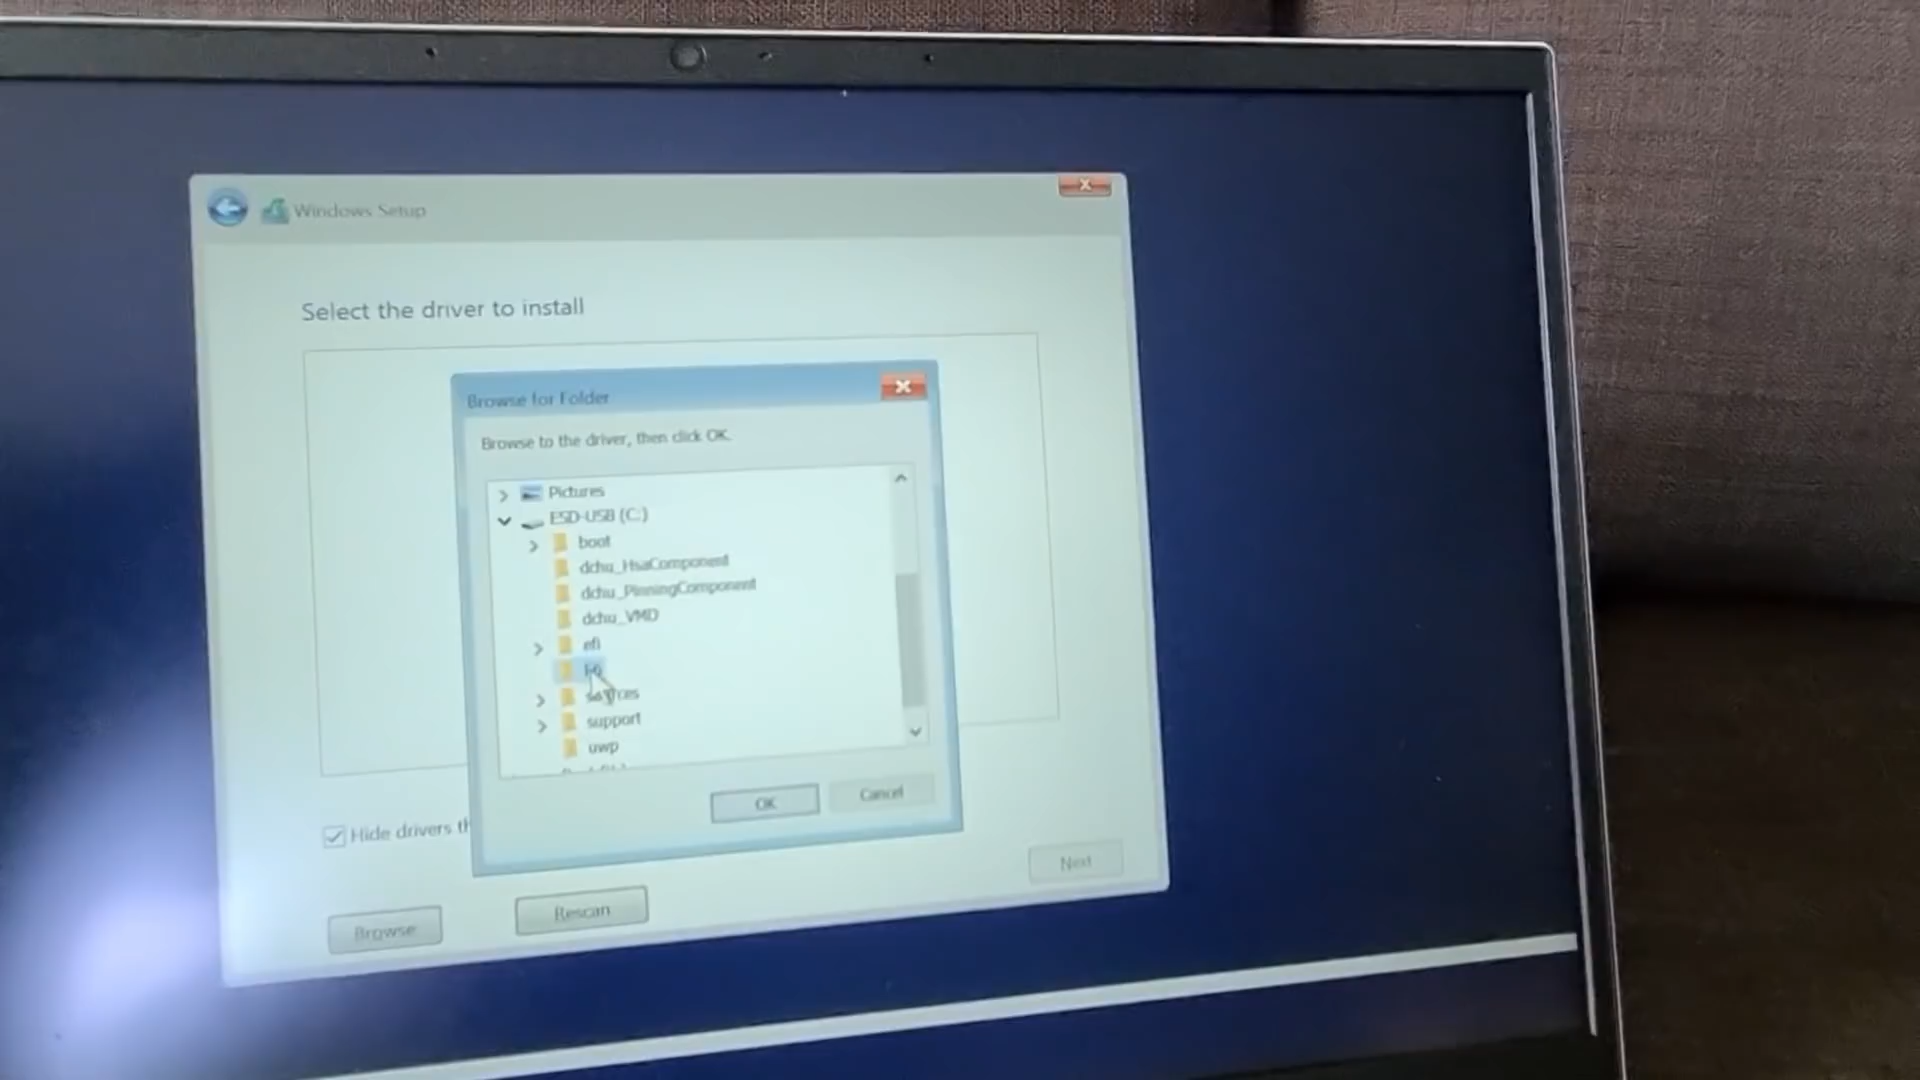 Windows Setup
Select the driver to install
Browse for Folder
Browse to the driver, then click OK.
Pictures
ESD-USB (C:)
boot
dchu_HsaComponent
dchu_PinningComponent
dchu_VMD
efi
sources
support
uwp
OK
Cancel
Hide drivers
Next
Browse
Rescan